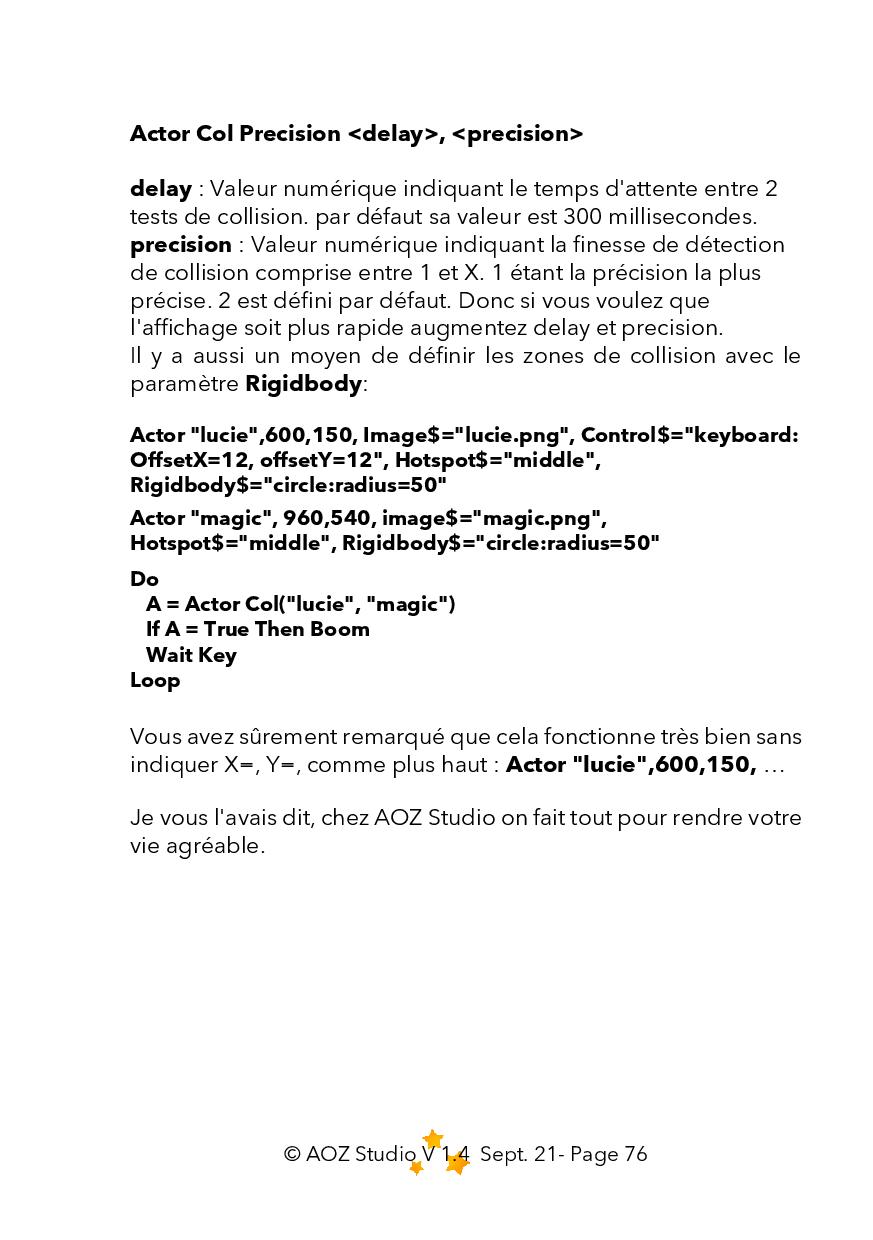 Actor Col Precision <delay>, <precision>
delay : Valeur numérique indiquant le temps d'attente entre 2
tests de collision. par défaut sa valeur est 300 millisecondes.
precision : Valeur numérique indiquant la finesse de détection
de collision comprise entre 1 et X. 1 étant la précision la plus
précise. 2 est défini par défaut. Donc si vous voulez que
l'affichage soit plus rapide augmentez delay et precision.
Il y a aussi un moyen de définir les zones de collision avec le
paramètre Rigidbody:
Actor "lucie",600,150, Image$="lucie.png", Control$="keyboard:
OffsetX=12, offsetY=12", Hotspot$="middle",
Rigidbody$="circle:radius=50"
Actor "magic", 960,540, image$="magic.png",
Hotspot$="middle", Rigidbody$="circle:radius=50"
Do
A = Actor Col("lucie", "magic")
If A = True Then Boom
Wait Key
Loop
Vous avez sûrement remarqué que cela fonctionne très bien sans
indiquer X=, Y=, comme plus haut : Actor "lucie",600,150, …
Je vous l'avais dit, chez AOZ Studio on fait tout pour rendre votre
vie agréable.
© AOZ Studio V 1.4 Sept. 21- Page 76